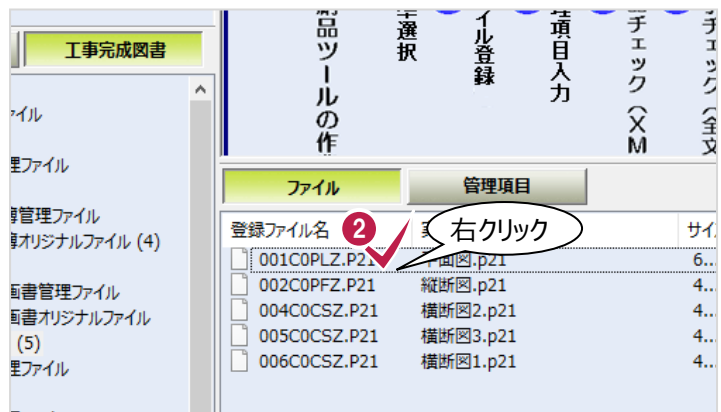 工事完成図書
ァイル
理ファイル
管理ファイル
簿オリジナルファイル (4)
画書管理ファイル
画書オリジナルファイル
(5)
理ファイル
品ツールの作
選択
イル登録
理項目入力
チェック（XM
ェック（全文
ファイル
管理項目
登録ファイル名
2
右クリック
サイ
001C0PLZ.P21 平面図.p21 6...
002C0PFZ.P21 縦断図.p21 4...
004C0CSZ.P21 横断図2.p21 4...
005C0CSZ.P21 横断図3.p21 4...
006C0CSZ.P21 横断図1.p21 4...